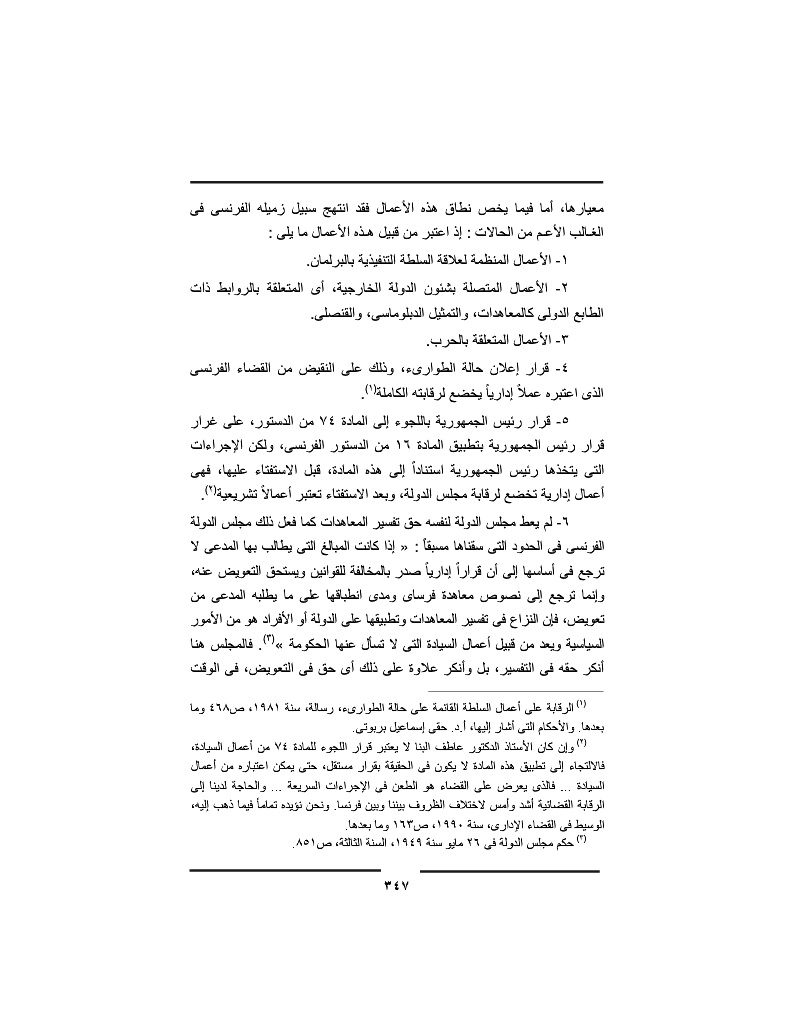 معيارها، أما فيما يخص نطاق هذه الأعمال فقد انتهج سبيل زميله الفرنسى فى
الغالب الأعم من الحالات : إذ اعتبر من قبيل هذه الأعمال ما يلى :
١- الأعمال المنظمة لعلاقة السلطة التنفيذية بالبرلمان.
٢- الأعمال المتصلة بشئون الدولة الخارجية، أى المتعلقة بالروابط ذات
الطابع الدولى كالمعاهدات، والتمثيل الدبلوماسى، والقنصلى.
٣- الأعمال المتعلقة بالحرب.
٤- قرار إعلان حالة الطوارىء، وذلك على النقيض من القضاء الفرنسى
الذى اعتبره عملاً إدارياً يخضع لرقابته الكاملة(١).
٥- قرار رئيس الجمهورية باللجوء إلى المادة ٧٤ من الدستور، على غرار
قرار رئيس الجمهورية بتطبيق المادة ١٦ من الدستور الفرنسى، ولكن الإجراءات
التى يتخذها رئيس الجمهورية استناداً إلى هذه المادة، قبل الاستفتاء عليها، فهى
أعمال إدارية تخضع لرقابة مجلس الدولة، وبعد الاستفتاء تعتبر أعمالاً تشريعية(٢).
٦- لم يعط مجلس الدولة لنفسه حق تفسير المعاهدات كما فعل ذلك مجلس الدولة
الفرنسى فى الحدود التى سقناها مسبقاً : « إذا كانت المبالغ التى يطالب بها المدعى لا
ترجع فى أساسها إلى أن قراراً إدارياً صدر بالمخالفة للقوانين ويستحق التعويض عنه،
وإنما ترجع إلى نصوص معاهدة فرساى ومدى انطباقها على ما يطلبه المدعى من
تعويض، فإن النزاع فى تفسير المعاهدات وتطبيقها على الدولة أو الأفراد هو من الأمور
السياسية ويعد من قبيل أعمال السيادة التى لا تسأل عنها الحكومة »(٣). فالمجلس هنا
أنكر حقه فى التفسير، بل وأنكر علاوة على ذلك أى حق فى التعويض، فى الوقت
(١) الرقابة على أعمال السلطة القائمة على حالة الطوارىء، رسالة، سنة ١٩٨١، ص٤٦٨ وما
بعدها. والأحكام التى أشار إليها، أ.د. حقى إسماعيل بربوتى.
(٢) وإن كان الأستاذ الدكتور عاطف البنا لا يعتبر قرار اللجوء للمادة ٧٤ من أعمال السيادة،
فالالتجاء إلى تطبيق هذه المادة لا يكون فى الحقيقة بقرار مستقل، حتى يمكن اعتباره من أعمال
السيادة ... فالذى يعرض على القضاء هو الطعن فى الإجراءات السريعة ... والحاجة لدينا إلى
الرقابة القضائية أشد وأمس لاختلاف الظروف بيننا وبين فرنسا. ونحن نؤيده تماماً فيما ذهب إليه،
الوسيط فى القضاء الإدارى، سنة ١٩٩٠، ص١٦٣ وما بعدها.
(٣) حكم مجلس الدولة فى ٢٦ مايو سنة ١٩٤٩، السنة الثالثة، ص٨٥١.
٣٤٧